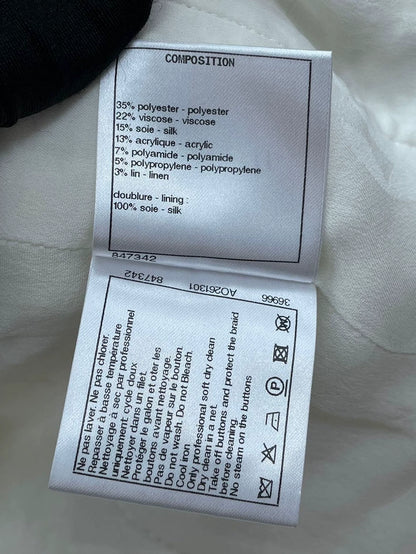 COMPOSITION
35% polyester - polyester
22% viscose - viscose
15% soie - silk
13% acrylique - acrylic
7% polyamide - polyamide
5% polypropylene - polypropylene
3% lin - linen
doublure - lining :
100% soie - silk
847342
847342
AO261301
36966
Ne pas laver. Ne pas chlorer.
Repasser à basse température
Nettoyage à sec par professionnel
uniquement: cycle doux
Nettoyer dans un filet.
Protéger le galon et oter les
boutons avant nettoyage.
Pas de vapeur sur le bouton.
Do not wash. Do not Bleach.
Cool iron.
Only professional soft dry clean
Dry clean in a net.
Take off buttons and protect the braid
before cleaning.
No steam on the buttons
P